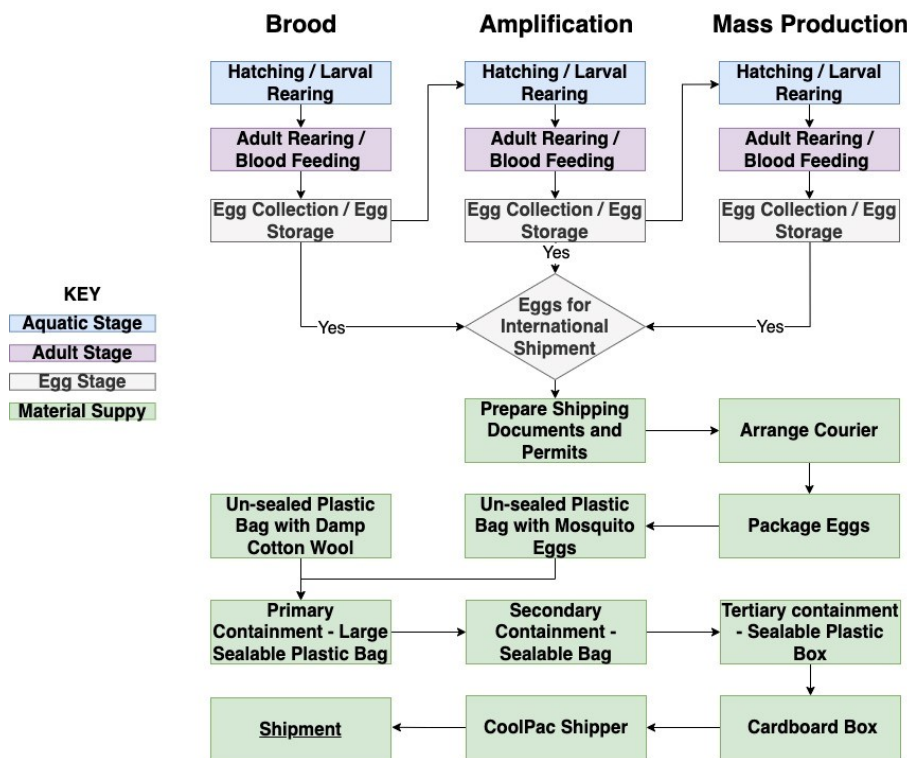 Brood
Amplification
Mass Production
Hatching / Larval
Rearing
Hatching / Larval
Rearing
Hatching / Larval
Rearing
Adult Rearing /
Blood Feeding
Adult Rearing /
Blood Feeding
Adult Rearing /
Blood Feeding
Egg Collection / Egg
Storage
Egg Collection / Egg
Storage
Egg Collection / Egg
Storage
Yes
KEY
Aquatic Stage
Adult Stage
Egg Stage
Material Suppy
Yes
Eggs for
International
Shipment
Yes
Prepare Shipping
Documents and
Permits
Arrange Courier
Un-sealed Plastic
Bag with Damp
Cotton Wool
Un-sealed Plastic
Bag with Mosquito
Eggs
Package Eggs
Primary
Containment - Large
Sealable Plastic Bag
Secondary
Containment -
Sealable Bag
Tertiary containment
- Sealable Plastic
Box
Shipment
CoolPac Shipper
Cardboard Box